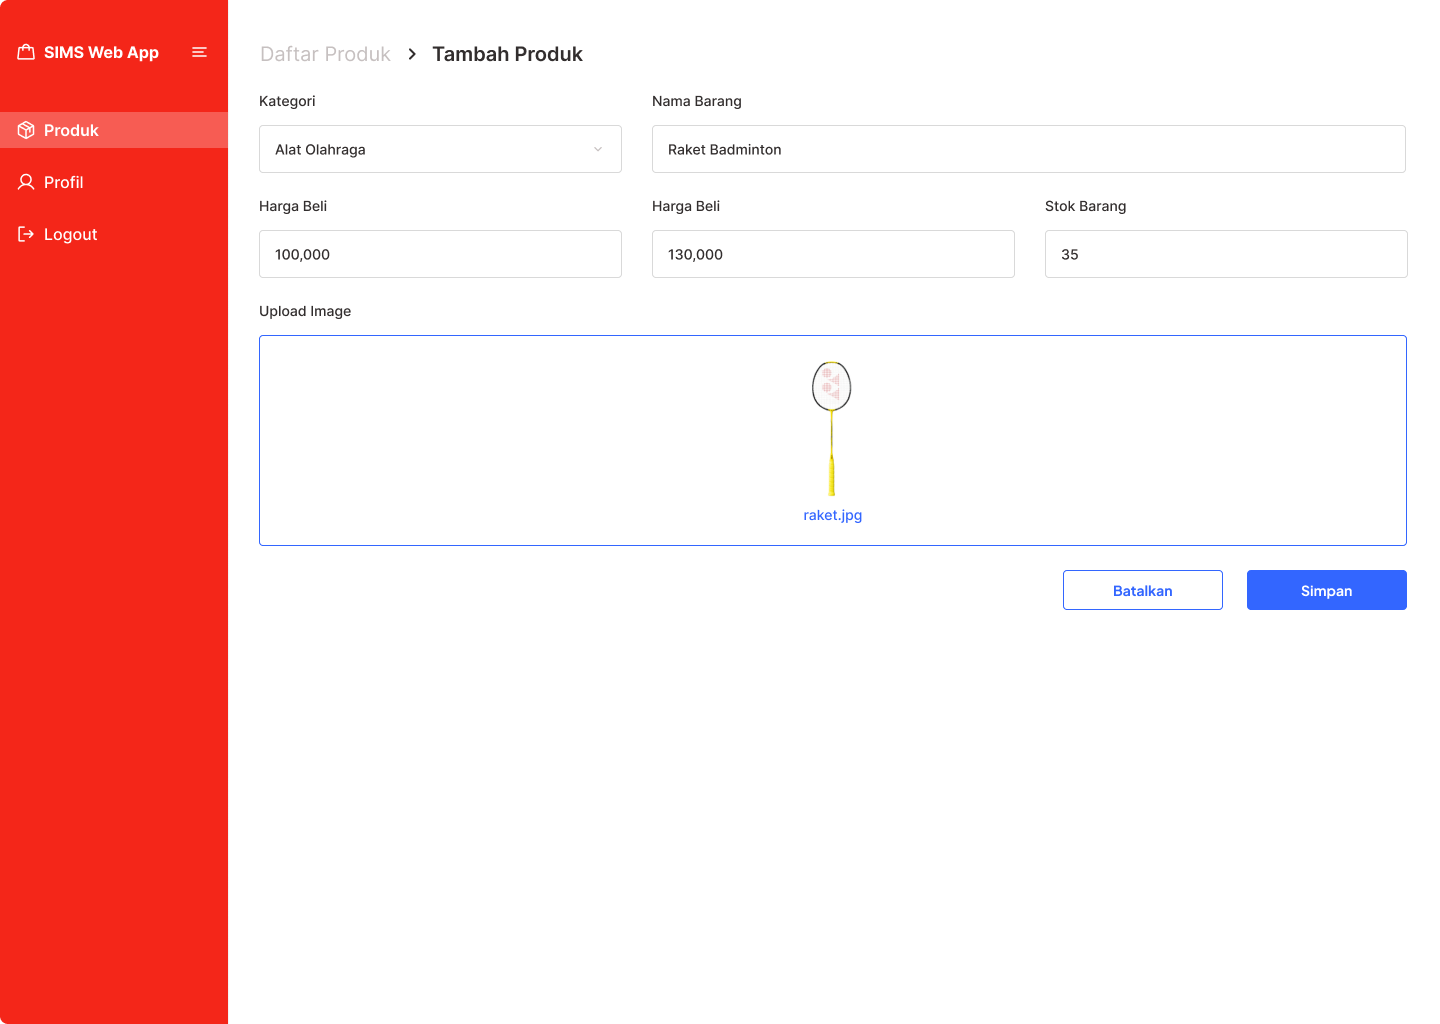 SIMS Web App
Produk
Profil
Logout
Daftar Produk > Tambah Produk
Kategori
Nama Barang
Alat Olahraga
Raket Badminton
Harga Beli
Harga Beli
Stok Barang
100,000
130,000
35
Upload Image
raket.jpg
Batalkan
Simpan